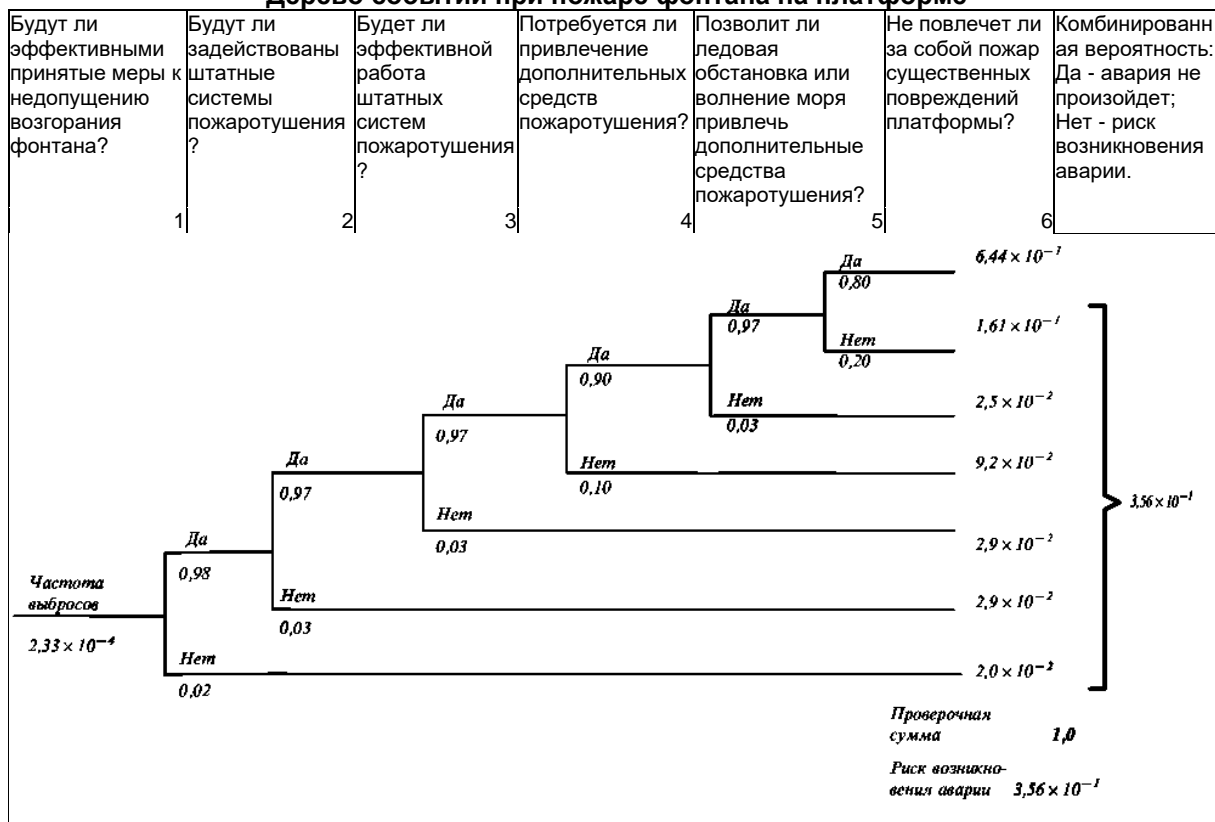 Дерево событий при пожаре фонтана на платформе
Будут ли
эффективными
принятые меры к
недопущению
возгорания
фонтана?
1
Будут ли
задействованы
штатные
системы
пожаротушения
?
2
Будет ли
эффективной
работа
штатных
систем
пожаротушения
?
3
Потребуется ли
привлечение
дополнительных
средств
пожаротушения?
4
Позволит ли
ледовая
обстановка или
волнение моря
привлечь
дополнительные
средства
пожаротушения?
5
Не повлечет ли
за собой пожар
существенных
повреждений
платформы?
6
Комбинированн
ая вероятность:
Да - авария не
произойдет;
Нет - риск
возникновения
аварии.
Да
0,80
6,44 × 10⁻¹
Да
0,97
1,61 × 10⁻¹
Нет
0,20
Да
0,90
Нет
0,03
2,5 × 10⁻²
Да
0,97
Нет
0,10
9,2 × 10⁻²
3,56 × 10⁻¹
Да
0,97
Нет
0,03
2,9 × 10⁻²
Да
0,98
Частота
выбросов
2,33 × 10⁻⁴
Нет
0,03
2,9 × 10⁻²
Нет
0,02
2,0 × 10⁻²
Проверочная
сумма 1,0
Риск возникно-
вения аварии 3,56 × 10⁻¹